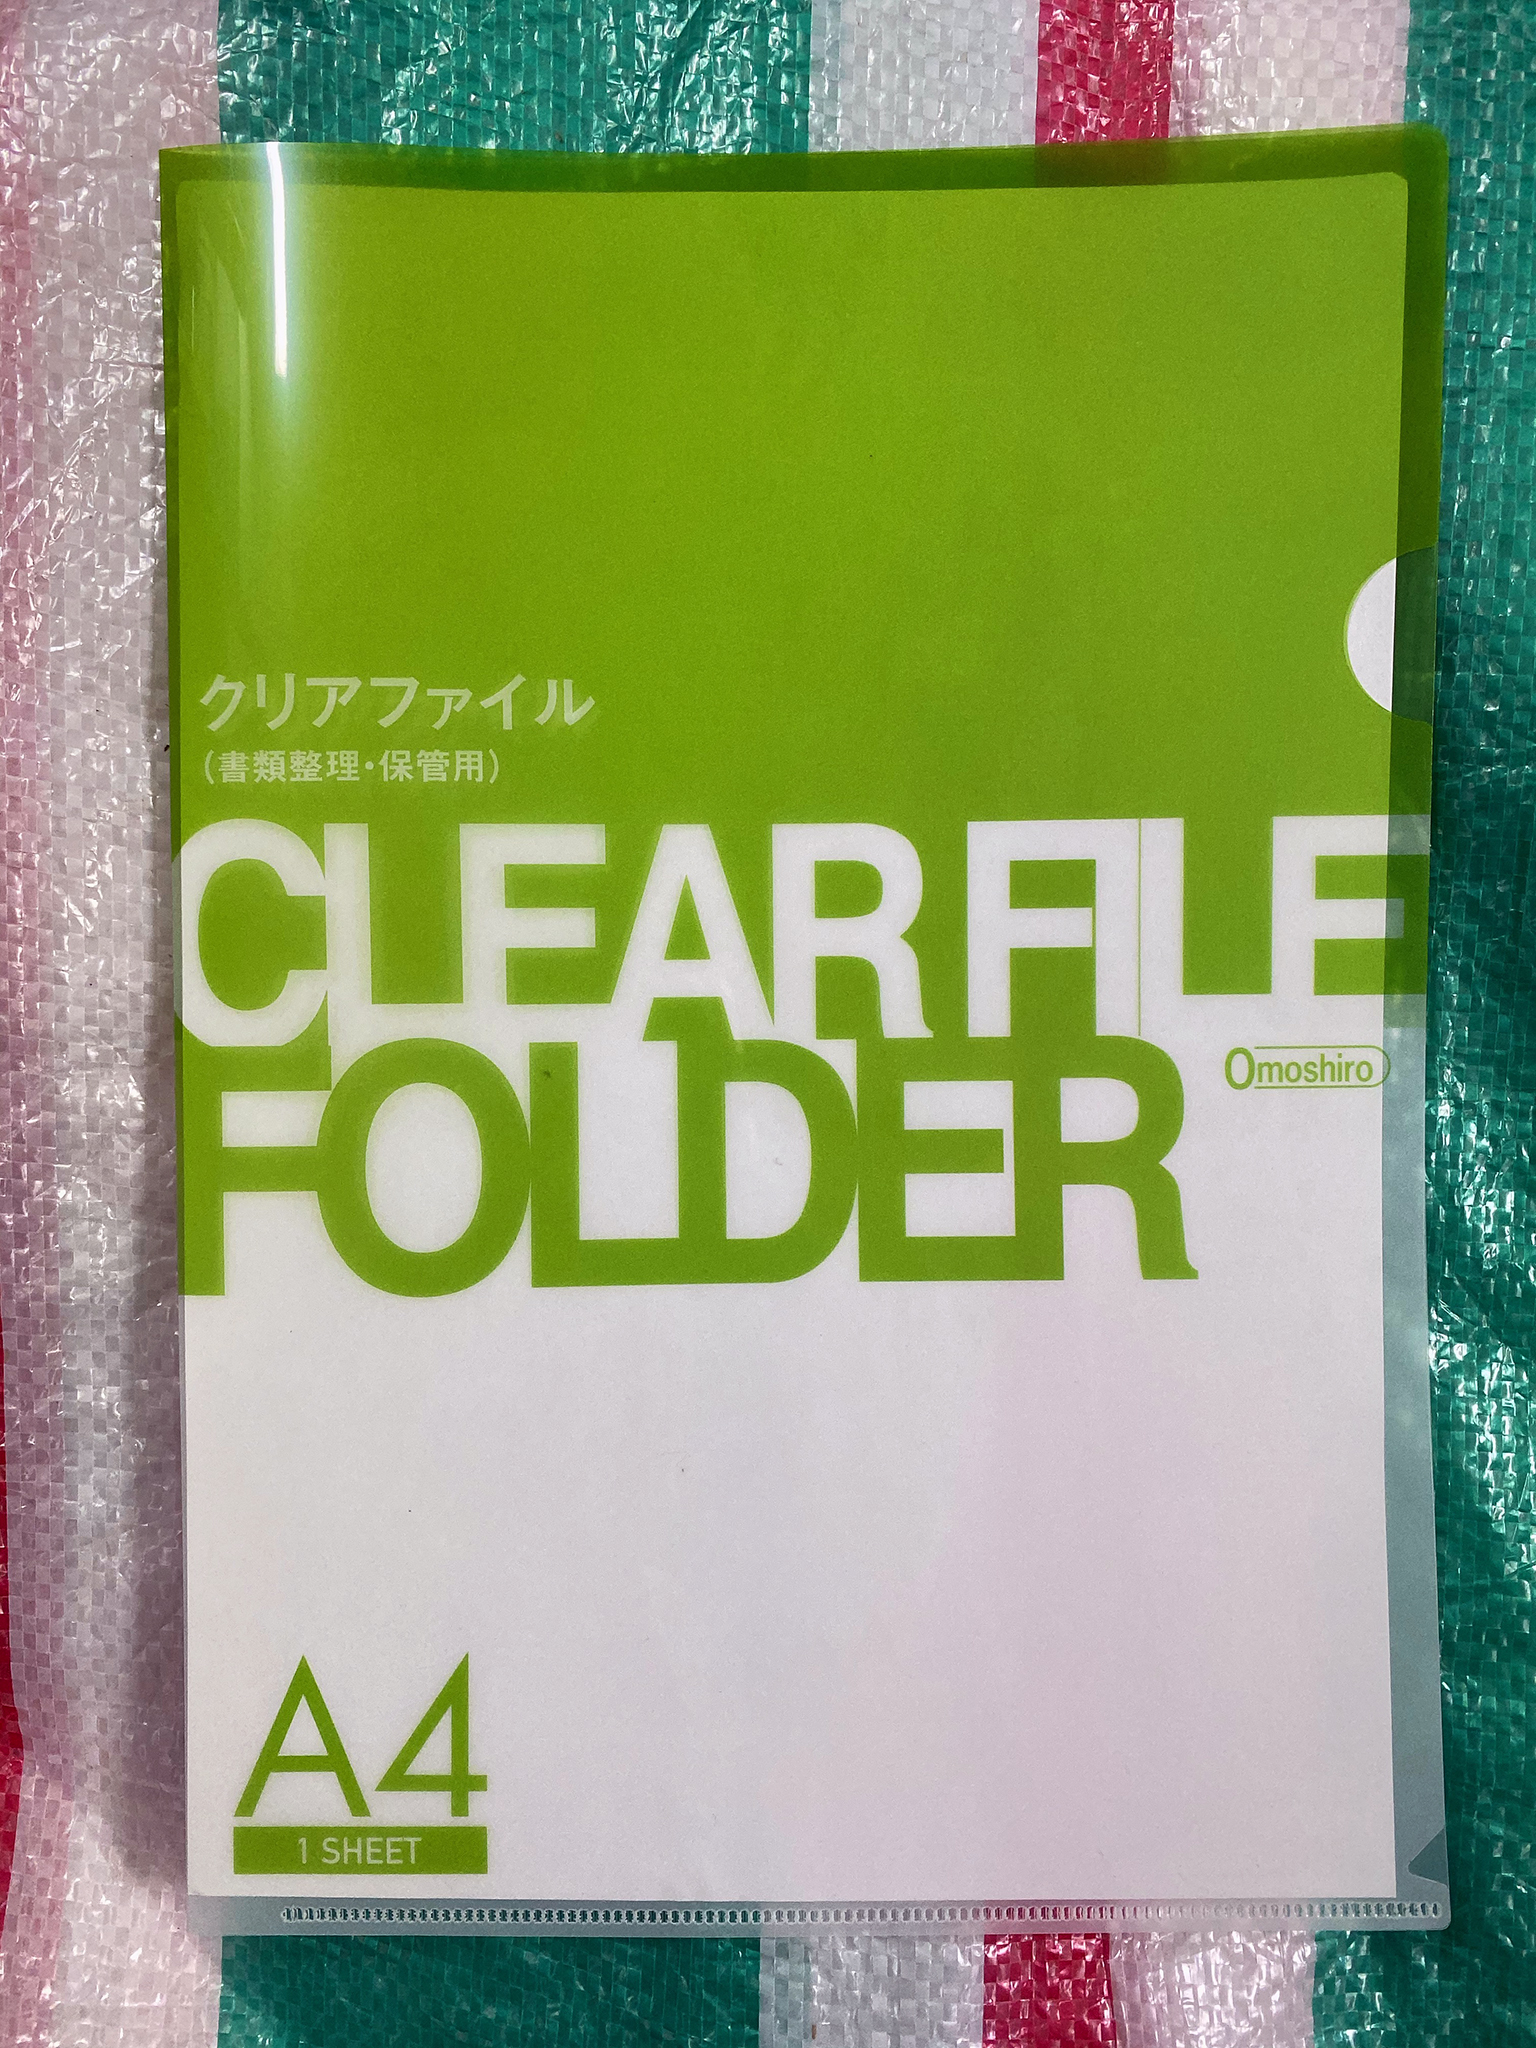 クリアファイル
(書類整理・保管用)
CLEAR FILE
FOLDER
Omoshiro
A4
1 SHEET